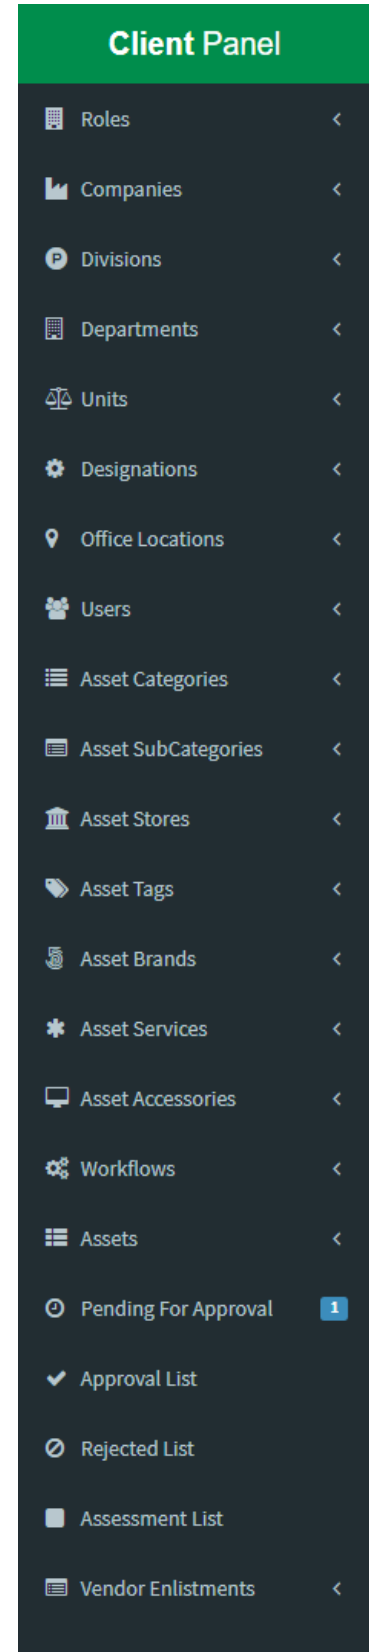 Client Panel
Roles
Companies
Divisions
Departments
Units
Designations
Office Locations
Users
Asset Categories
Asset SubCategories
Asset Stores
Asset Tags
Asset Brands
Asset Services
Asset Accessories
Workflows
Assets
Pending For Approval 1
Approval List
Rejected List
Assessment List
Vendor Enlistments